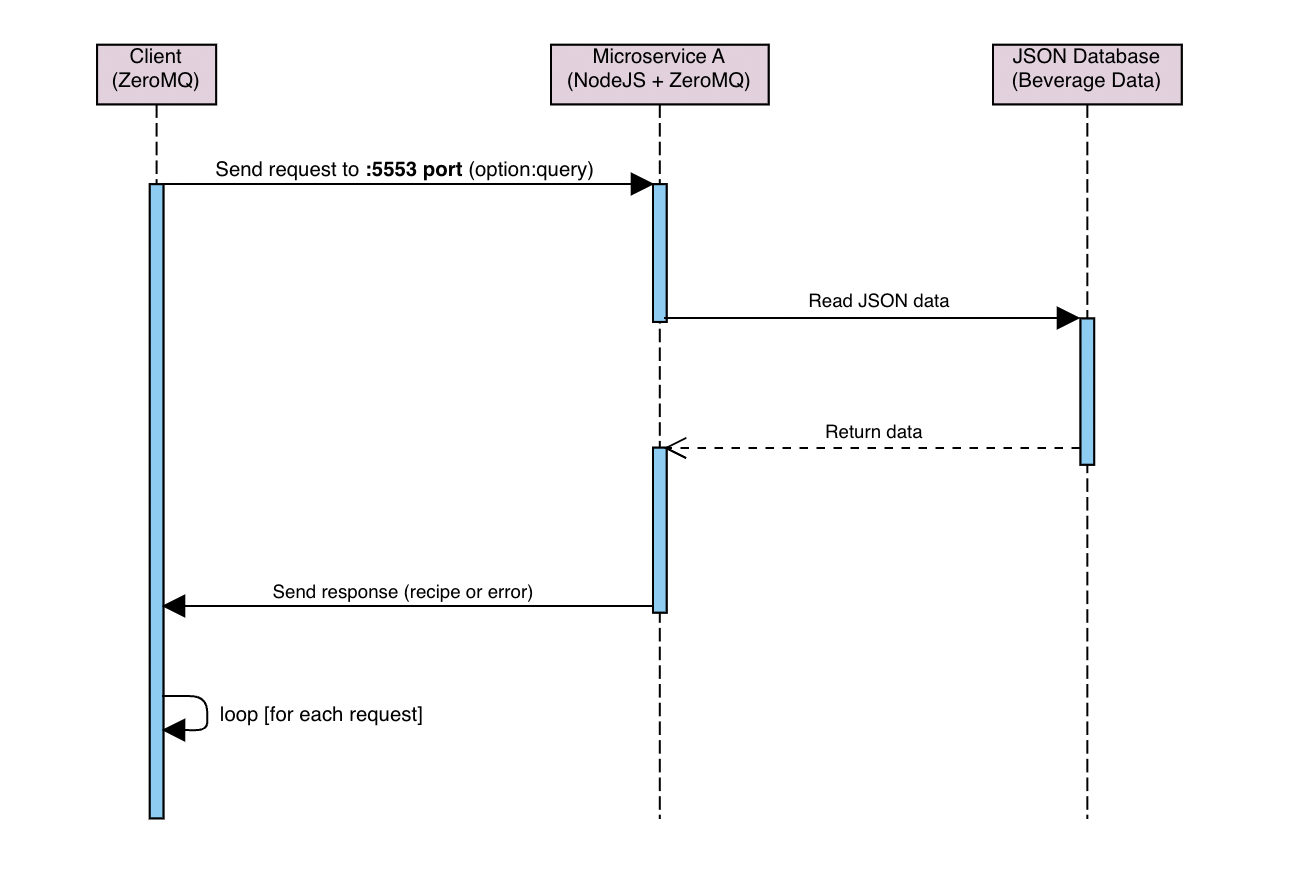 Client
(ZeroMQ)
Microservice A
(NodeJS + ZeroMQ)
JSON Database
(Beverage Data)
Send request to :5553 port (option:query)
Read JSON data
Return data
Send response (recipe or error)
loop [for each request]